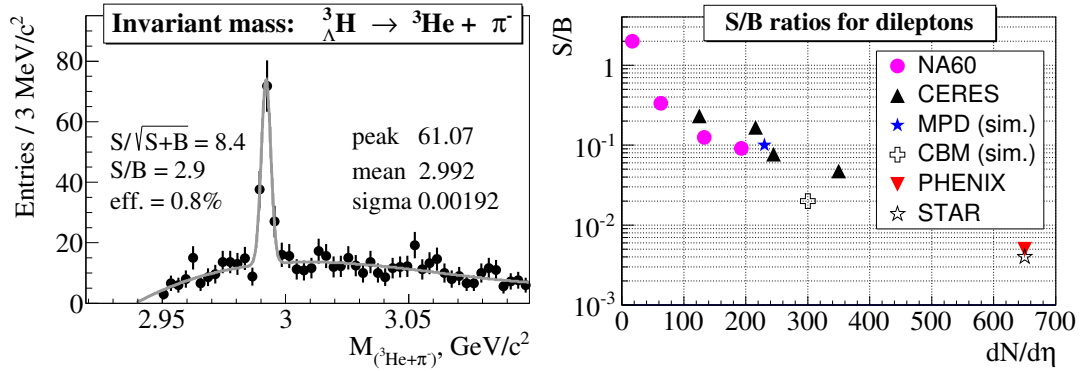 Invariant mass: ³ΛH → ³He + π⁻
Entries / 3 MeV/c²
80
60
40
20
0
S/√S+B = 8.4
S/B = 2.9
eff. = 0.8%
peak 61.07
mean 2.992
sigma 0.00192
2.95 3 3.05
M(³He+π⁻), GeV/c²
S/B ratios for dileptons
S/B
1
10⁻¹
10⁻²
10⁻³
NA60
CERES
MPD (sim.)
CBM (sim.)
PHENIX
STAR
0 100 200 300 400 500 600 700
dN/dη